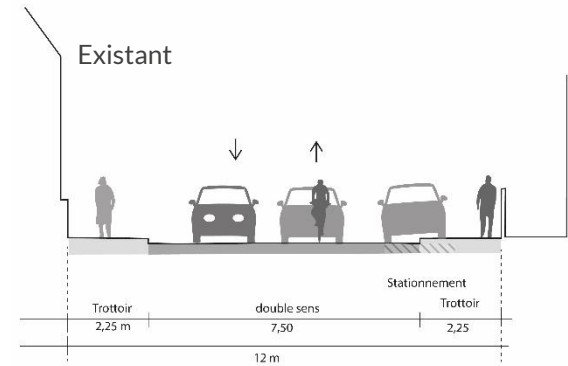 Existant
Stationnement
Trottoir
double sens
Trottoir
2,25 m
7,50
2,25
12 m